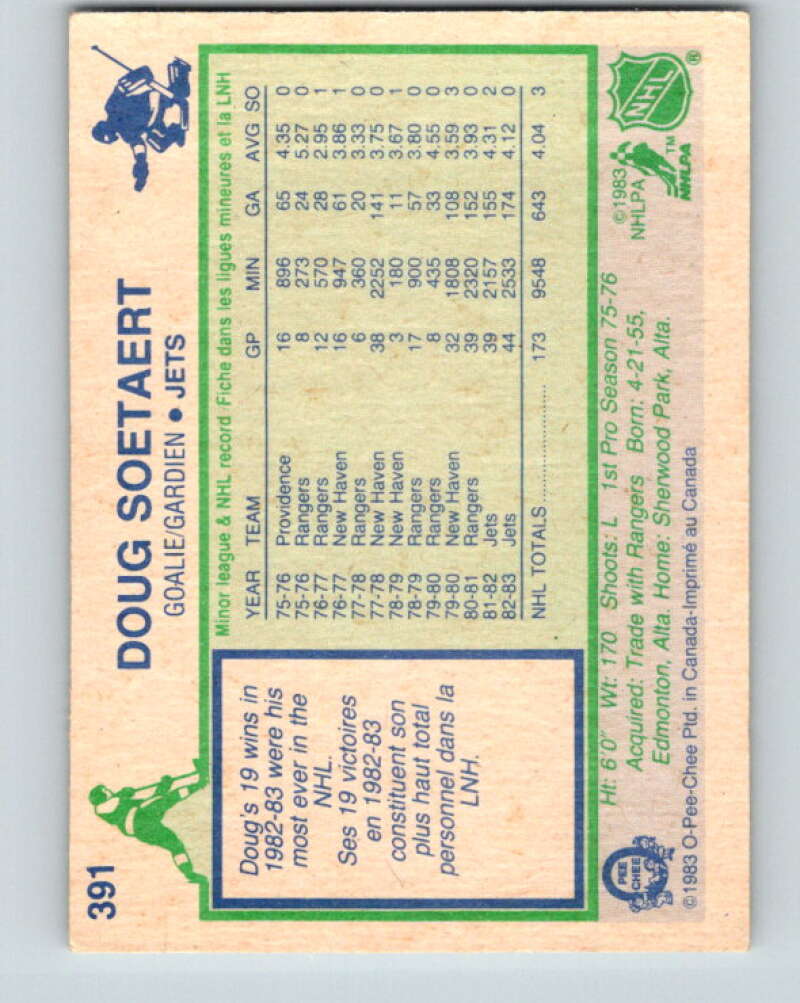 391
DOUG SOETAERT
GOALIE/GARDIEN • JETS
Doug's 19 wins in
1982-83 were his
most ever in the
NHL.
Ses 19 victoires
en 1982-83
constituent son
plus haut total
personnel dans la
LNH.
Minor league & NHL record/Fiche dans les ligues mineures et la LNH
YEAR TEAM GP MIN GA AVG SO
75-76 Providence 16 896 65 4.35 0
75-76 Rangers 8 273 24 5.27 0
76-77 Rangers 12 570 28 2.95 1
76-77 New Haven 16 947 61 3.86 1
77-78 Rangers 6 360 20 3.33 0
77-78 New Haven 38 2252 141 3.75 0
78-79 New Haven 3 180 11 3.67 1
78-79 Rangers 17 900 57 3.80 0
79-80 Rangers 8 435 33 4.55 0
79-80 New Haven 32 1808 108 3.59 3
80-81 Rangers 39 2320 152 3.93 0
81-82 Jets 39 2157 155 4.31 2
82-83 Jets 44 2533 174 4.12 0
NHL TOTALS 173 9548 643 4.04 3
Ht: 6'0" Wt: 170 Shoots: L 1st Pro Season 75-76
Acquired: Trade with Rangers Born: 4-21-55,
Edmonton, Alta. Home: Sherwood Park, Alta.
©1983 O-Pee-Chee Ptd. in Canada-Imprimé au Canada
O
PEE
CHEE
©1983
NHLPA
NHL
®
TM
NHLPA